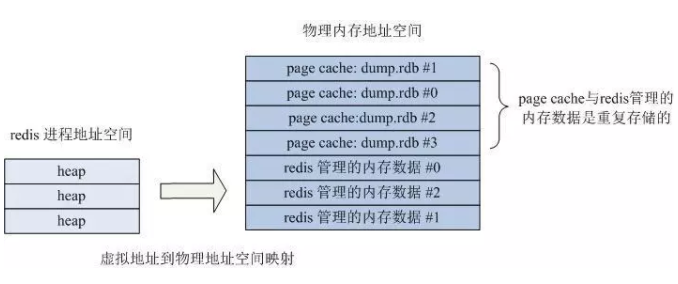 物理内存地址空间
page cache: dump.rdb #1
page cache: dump.rdb #0
page cache:dump.rdb #2
page cache: dump.rdb #3
redis 管理的内存数据 #0
redis 管理的内存数据 #2
redis 管理的内存数据 #1
page cache与redis管理的
内存数据是重复存储的
redis 进程地址空间
heap
heap
heap
虚拟地址到物理地址空间映射